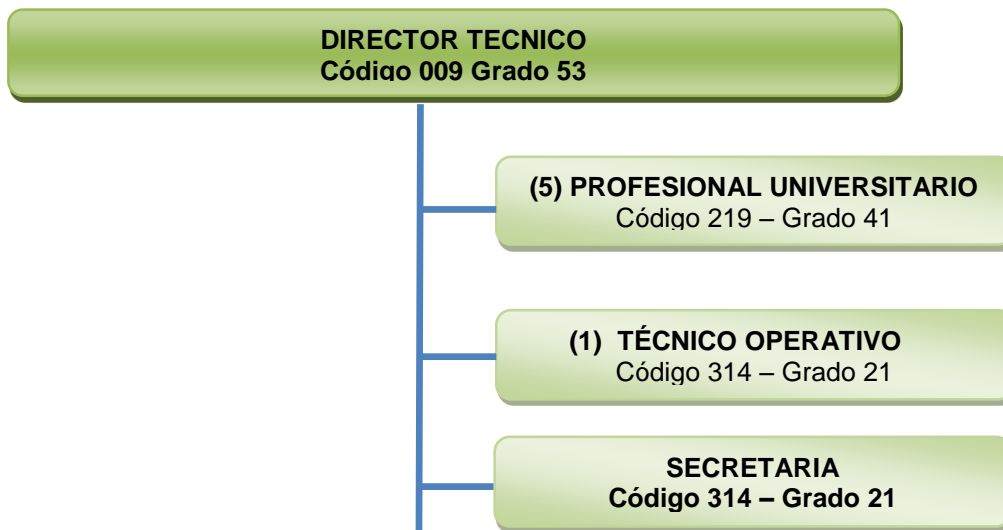 DIRECTOR TECNICO
Código 009 Grado 53
(5) PROFESIONAL UNIVERSITARIO
Código 219 – Grado 41
(1) TÉCNICO OPERATIVO
Código 314 – Grado 21
SECRETARIA
Código 314 – Grado 21